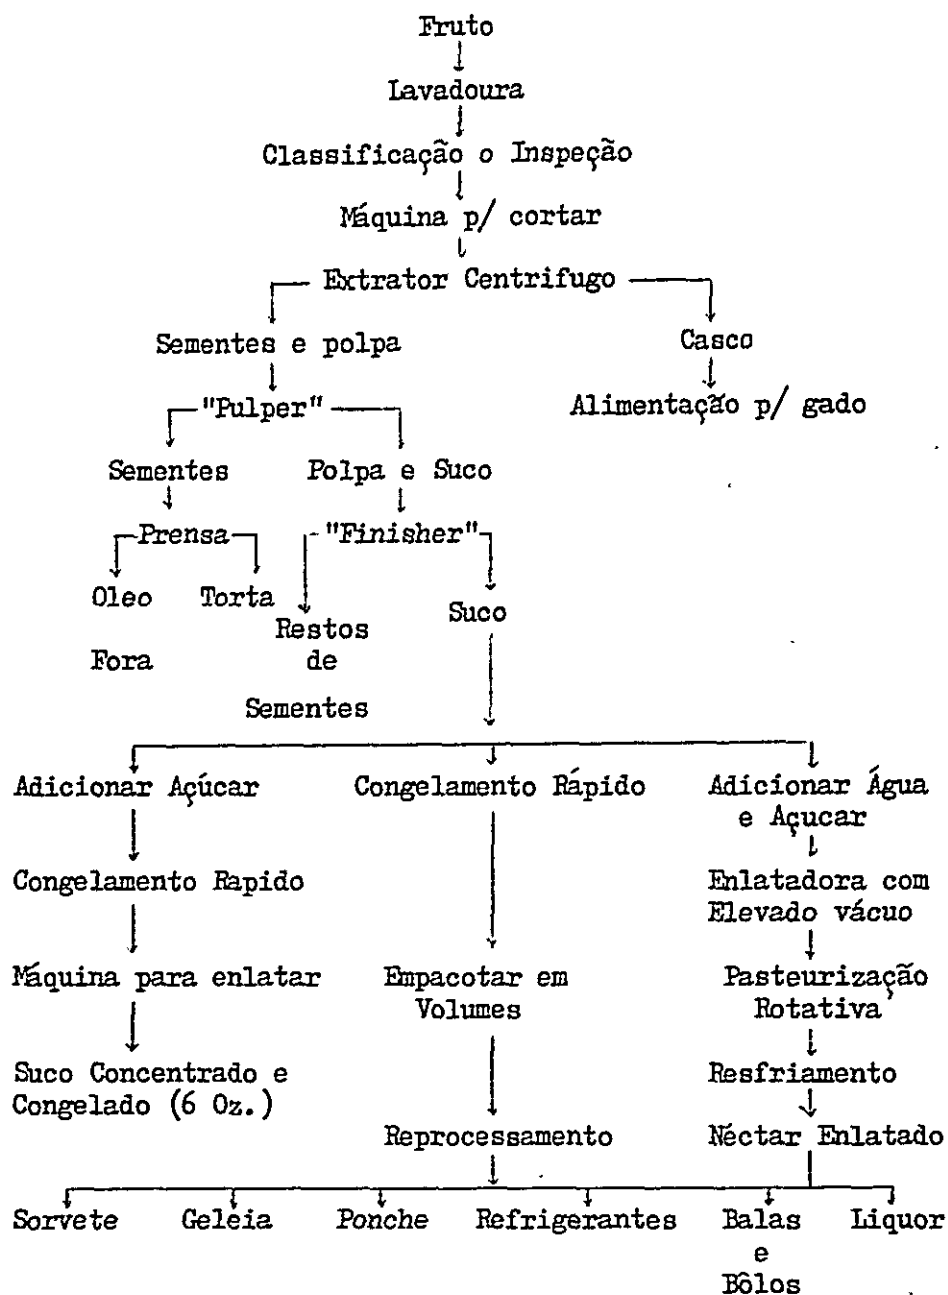 Fruto
Lavadoura
Classificação o Inspeção
Máquina p/ cortar
Extrator Centrifugo
Sementes e polpa
Casco
"Pulper"
Alimentação p/ gado
Sementes
Polpa e Suco
Prensa
"Finisher"
Oleo
Torta
Restos
Suco
Fora
de
Sementes
Adicionar Açúcar
Congelamento Rápido
Adicionar Água
e Açucar
Congelamento Rapido
Enlatadora com
Elevado vácuo
Máquina para enlatar
Empacotar em
Volumes
Pasteurização
Rotativa
Suco Concentrado e
Congelado (6 Oz.)
Resfriamento
Reprocessamento
Néctar Enlatado
Sorvete
Geleia
Ponche
Refrigerantes
Balas
e
Bôlos
Liquor